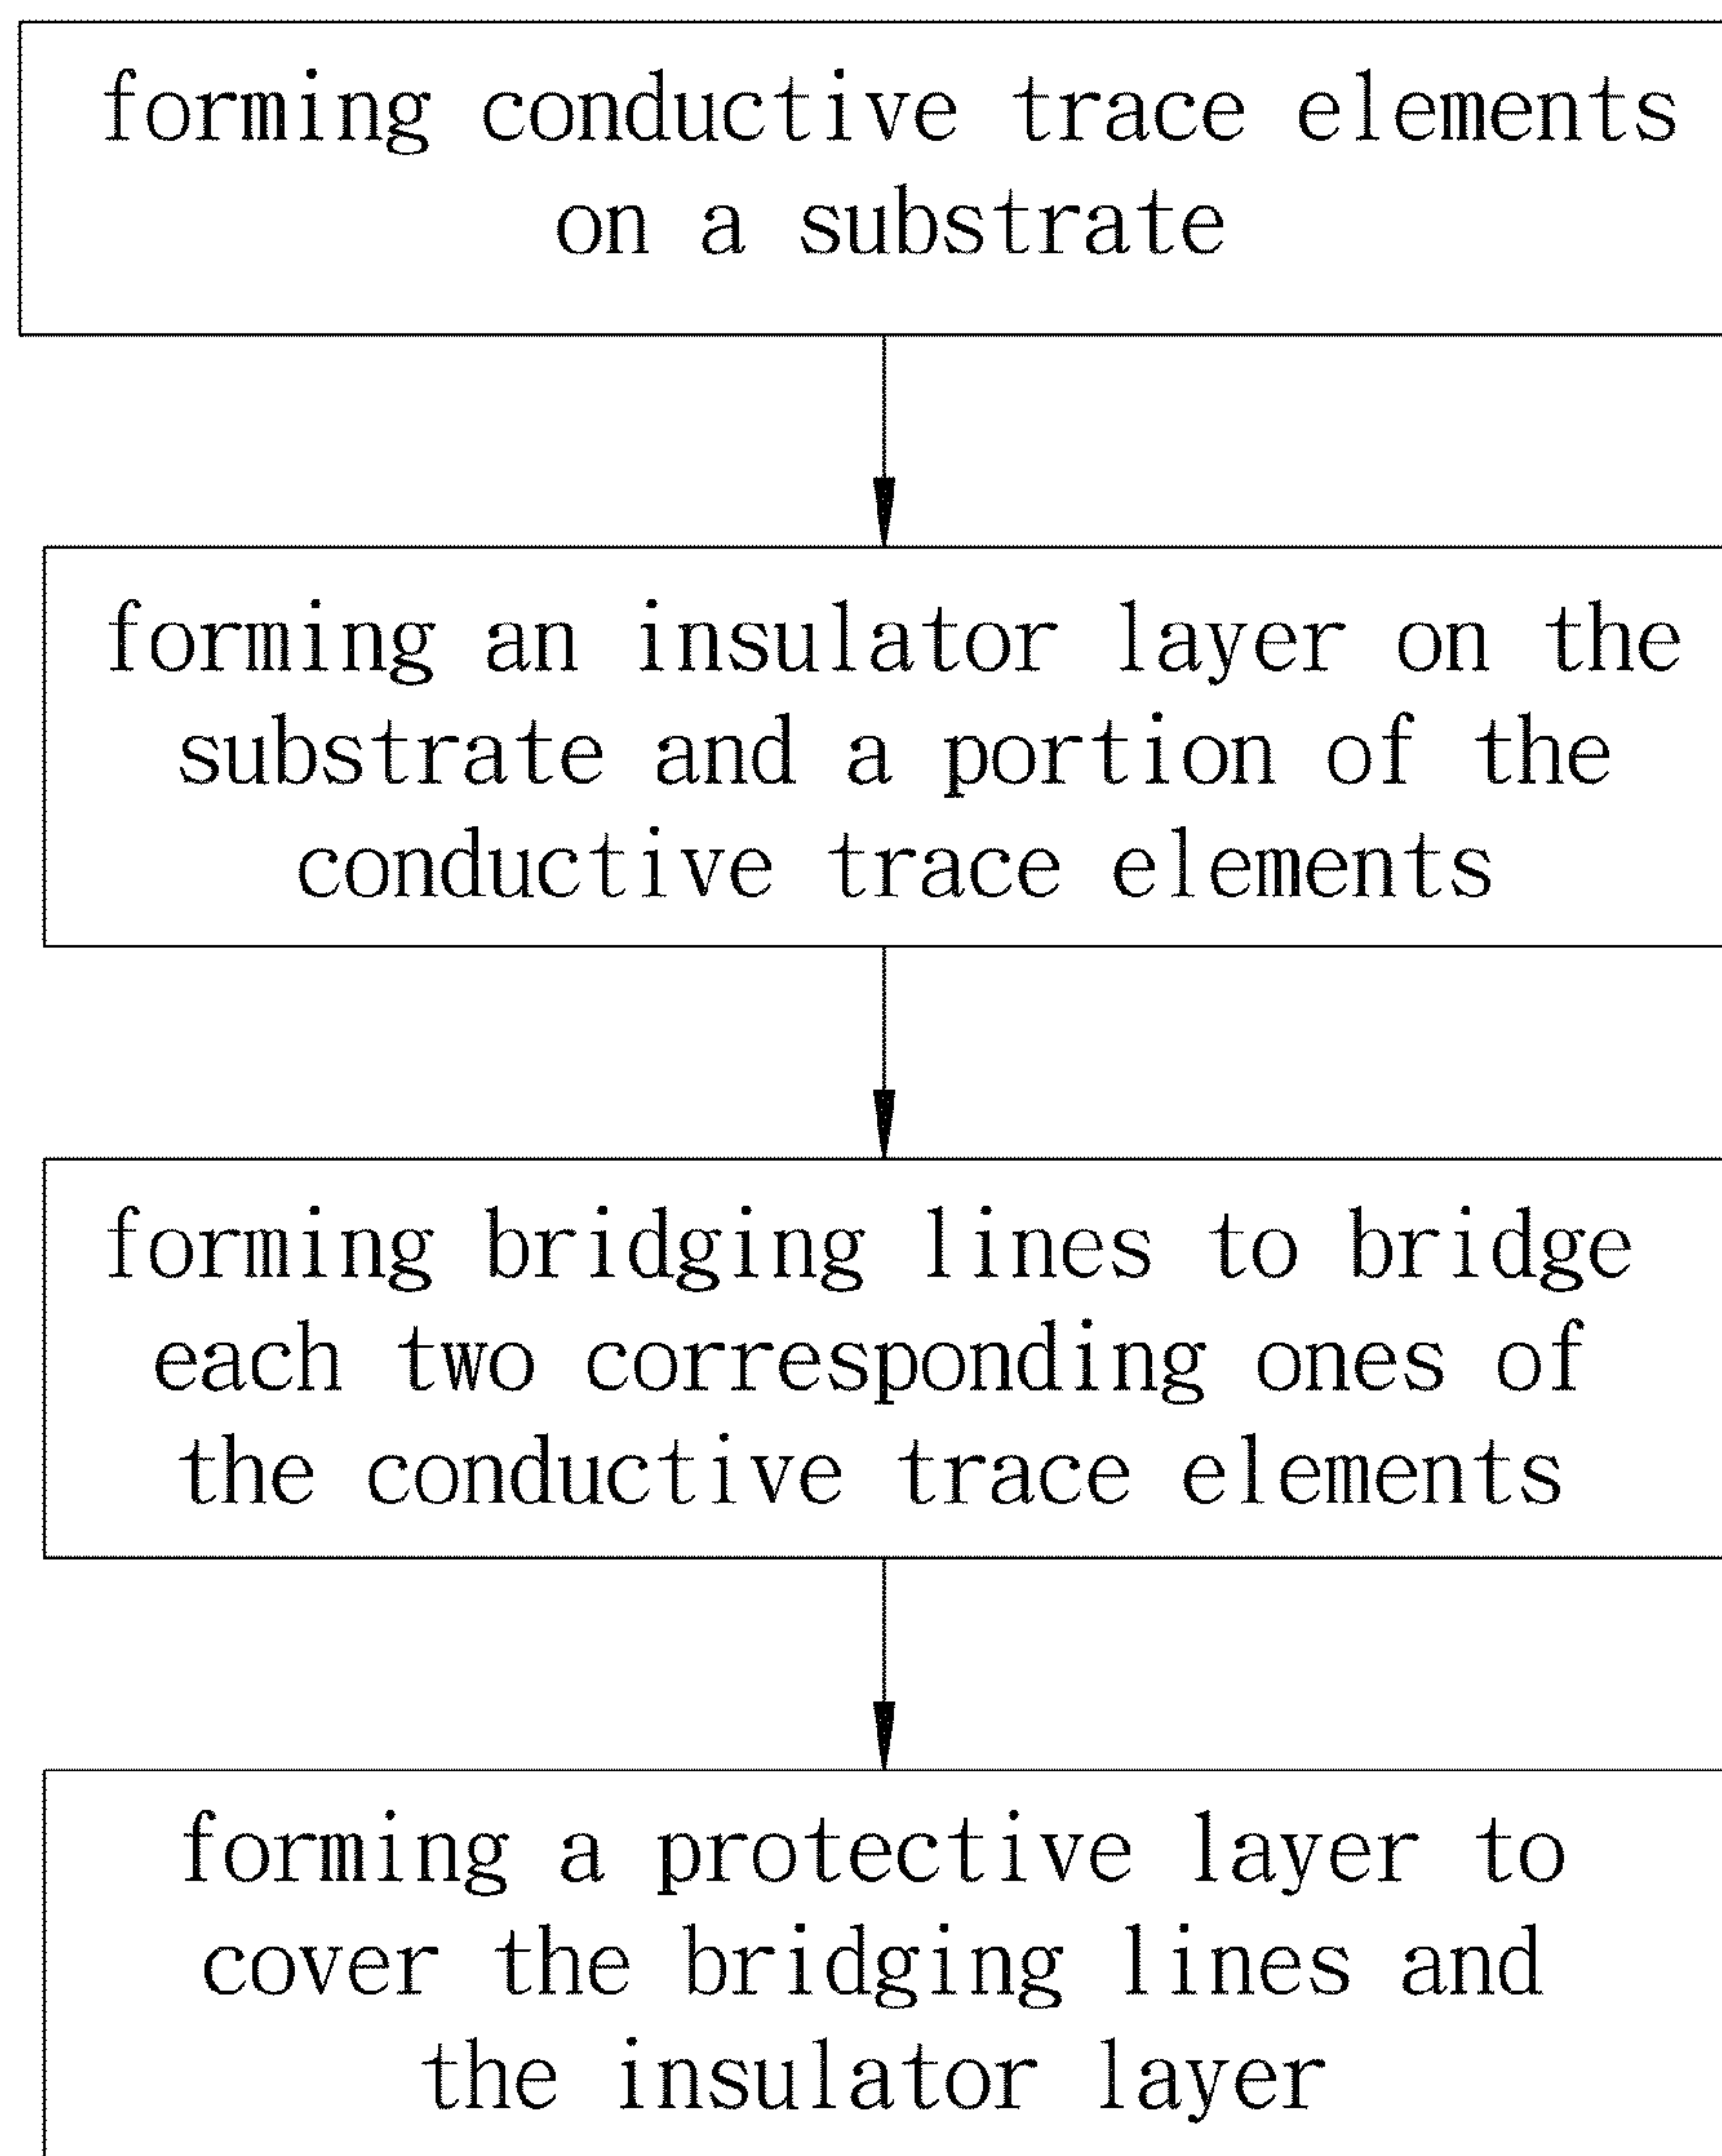 forming conductive trace elements
on a substrate
forming an insulator layer on the
substrate and a portion of the
conductive trace elements
forming bridging lines to bridge
each two corresponding ones of
the conductive trace elements
forming a protective layer to
cover the bridging lines and
the insulator layer